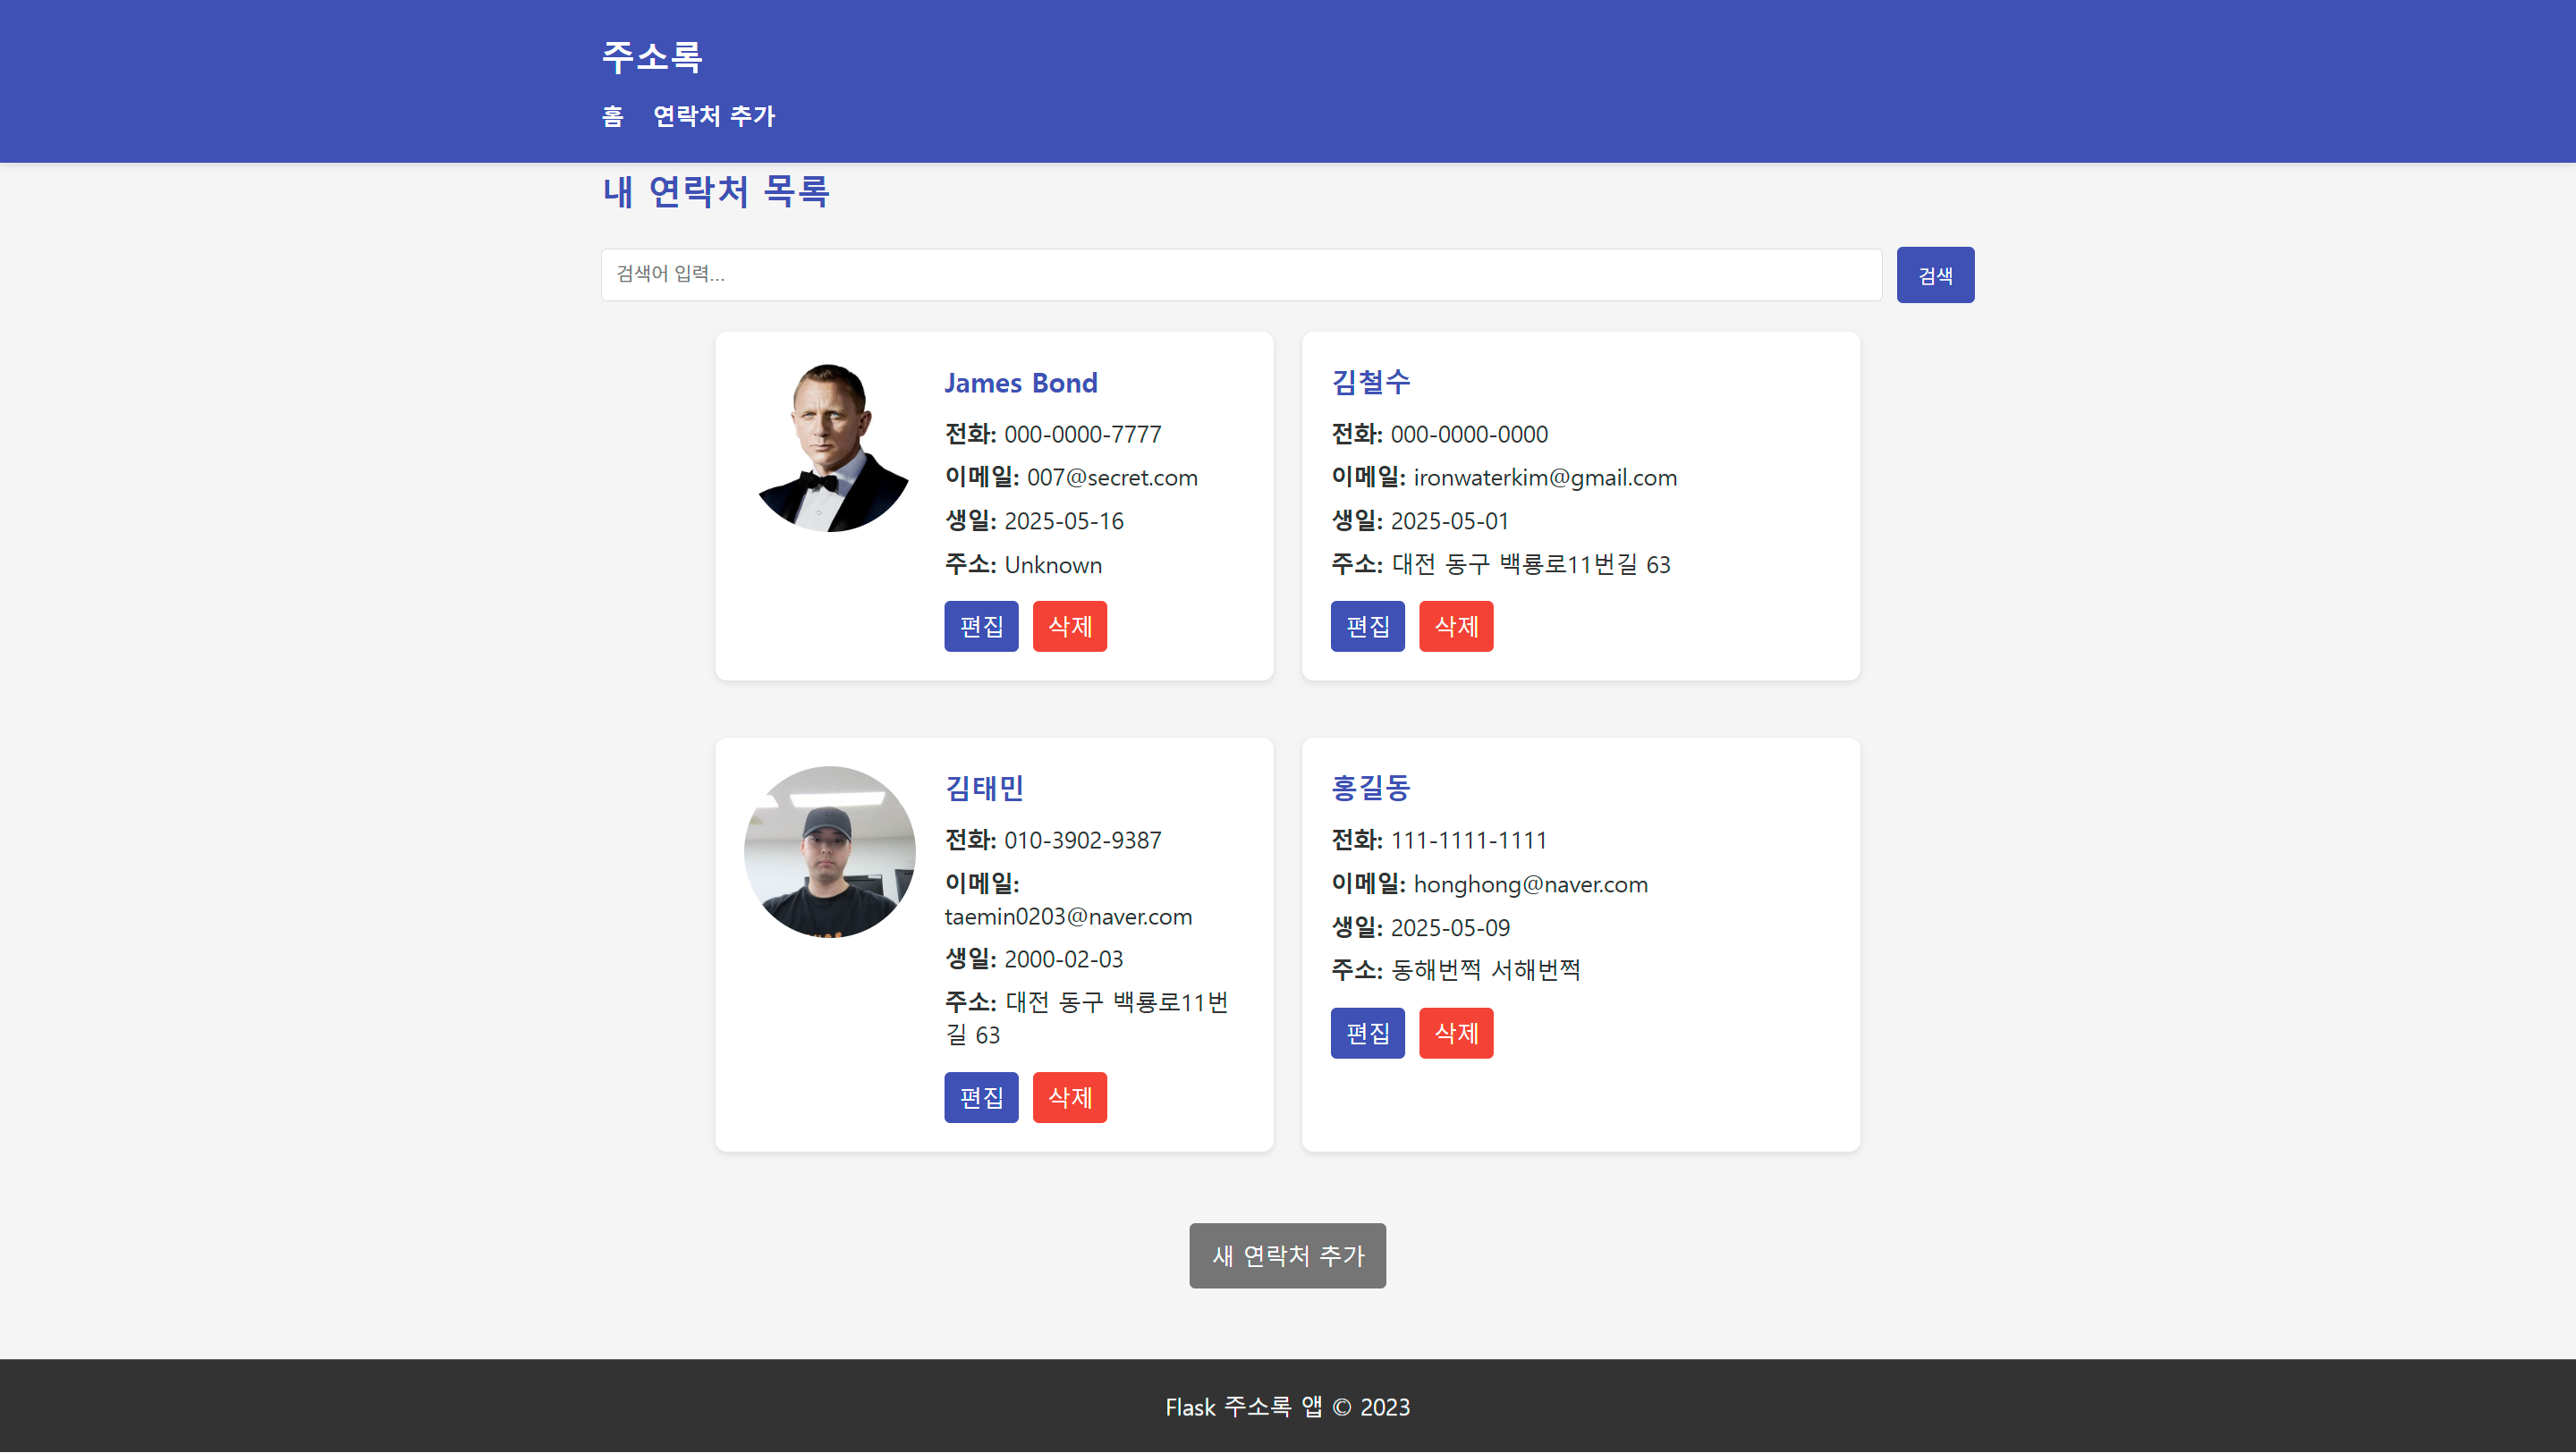 주소록
홈 연락처 추가
내 연락처 목록
검색어 입력...
검색
James Bond
전화: 000-0000-7777
이메일: 007@secret.com
생일: 2025-05-16
주소: Unknown
편집 삭제
김철수
전화: 000-0000-0000
이메일: ironwaterkim@gmail.com
생일: 2025-05-01
주소: 대전 동구 백룡로11번길 63
편집 삭제
김태민
전화: 010-3902-9387
이메일:
taemin0203@naver.com
생일: 2000-02-03
주소: 대전 동구 백룡로11번
길 63
편집 삭제
홍길동
전화: 111-1111-1111
이메일: honghong@naver.com
생일: 2025-05-09
주소: 동해번쩍 서해번쩍
편집 삭제
새 연락처 추가
Flask 주소록 앱 © 2023